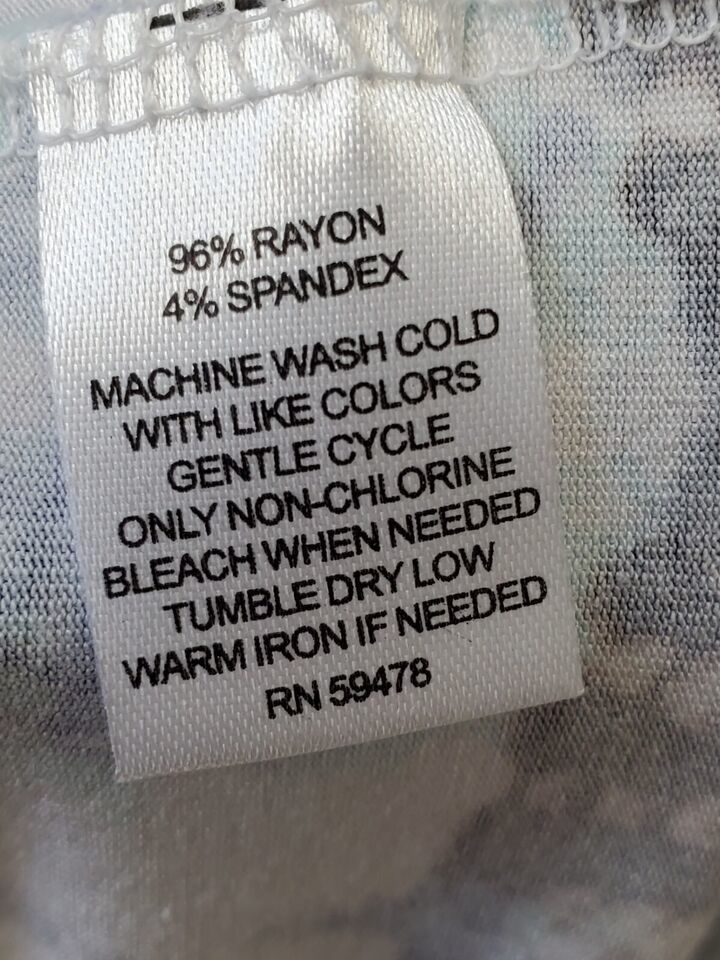 96% RAYON
4% SPANDEX
MACHINE WASH COLD
WITH LIKE COLORS
GENTLE CYCLE
ONLY NON-CHLORINE
BLEACH WHEN NEEDED
TUMBLE DRY LOW
WARM IRON IF NEEDED
RN 59478